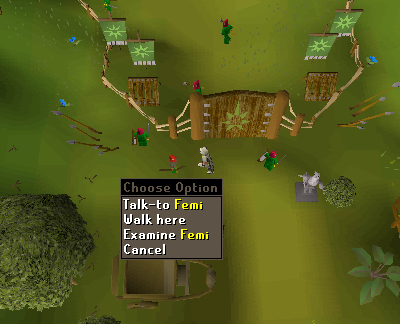 Choose Option
Talk-to Femi
Walk here
Examine Femi
Cancel